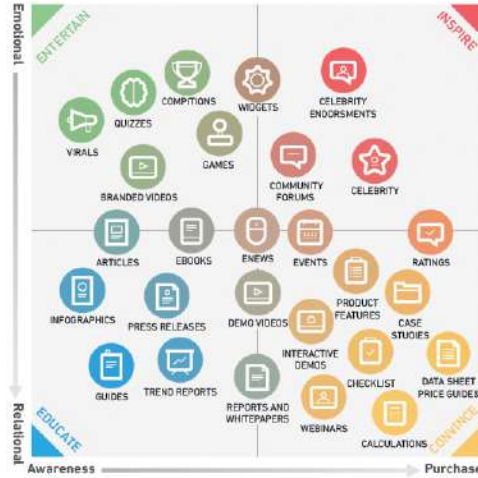 Emotional
ENTERTAIN
INSPIRE
COMPITIONS
WIDGETS
CELEBRITY
ENDORSMENTS
QUIZZES
VIRALS
GAMES
BRANDED VIDEOS
COMMUNITY
FORUMS
CELEBRITY
ARTICLES
EBOOKS
ENEWS
EVENTS
RATINGS
INFOGRAPHICS
PRESS RELEASES
DEMO VIDEOS
PRODUCT
FEATURES
CASE
STUDIES
INTERACTIVE
DEMOS
GUIDES
TREND REPORTS
CHECKLIST
DATA SHEET
PRICE GUIDES
REPORTS AND
WHITEPAPERS
WEBINARS
CALCULATIONS
Relational
EDUCATE
CONVINCE
Awareness
Purchase